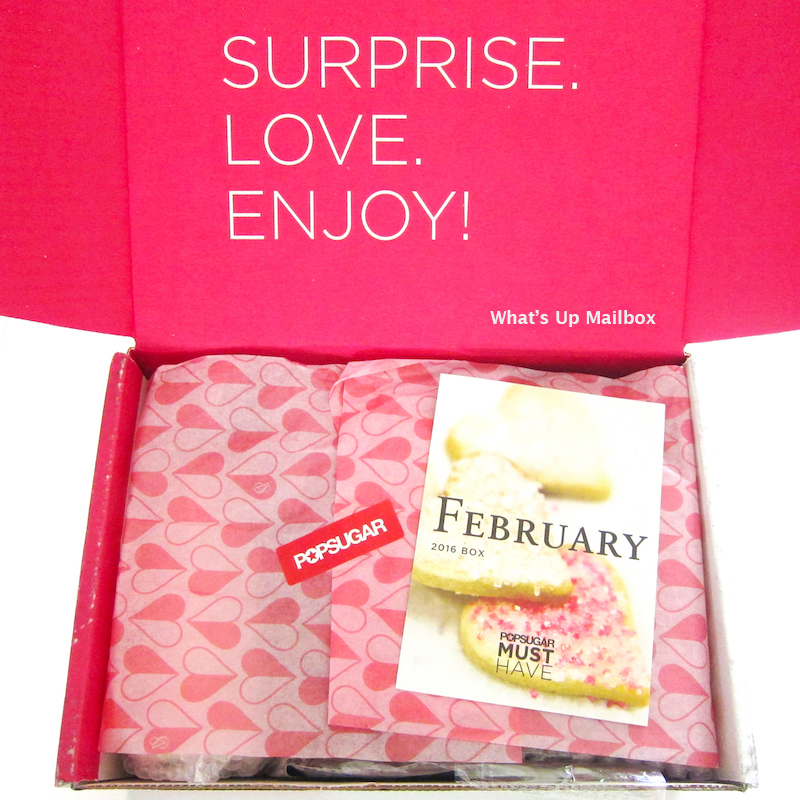 SURPRISE.
LOVE.
ENJOY!
What's Up Mailbox
POPSUGAR
FEBRUARY
2016 BOX
POPSUGAR
MUST
HAVE